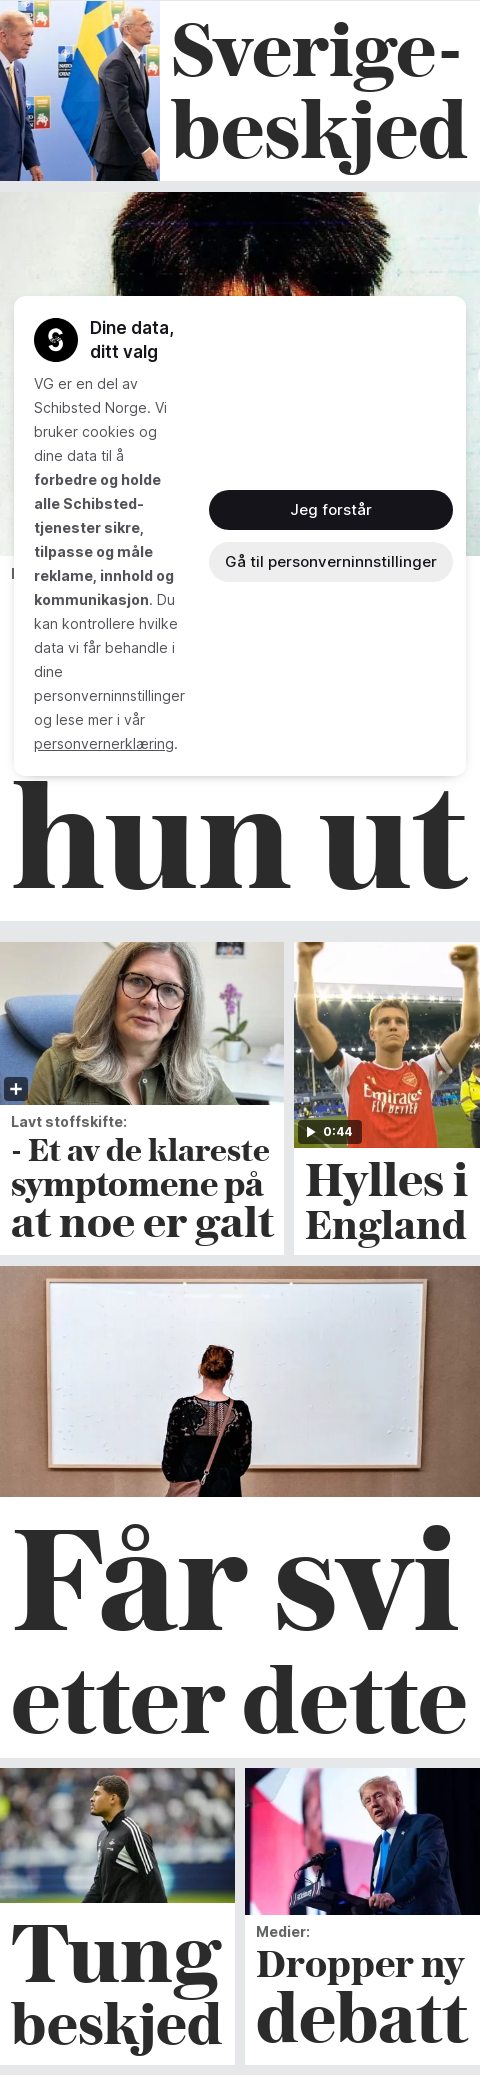 Sverige-
beskjed
Dine data,
ditt valg
VG er en del av
Schibsted Norge. Vi
bruker cookies og
dine data til å
forbedre og holde
alle Schibsted-
tjenester sikre,
tilpasse og måle
reklame, innhold og
kommunikasjon. Du
kan kontrollere hvilke
data vi får behandle i
dine
personverninnstillinger
og lese mer i vår
personvernerklæring.
Jeg forstår
Gå til personverninnstillinger
hun ut
Lavt stoffskifte:
- Et av de klareste
symptomene på
at noe er galt
Emirates
FLY BETTER
0:44
Hylles i
England
Får svi
etter dette
Tung
beskjed
Medier:
Dropper ny
debatt